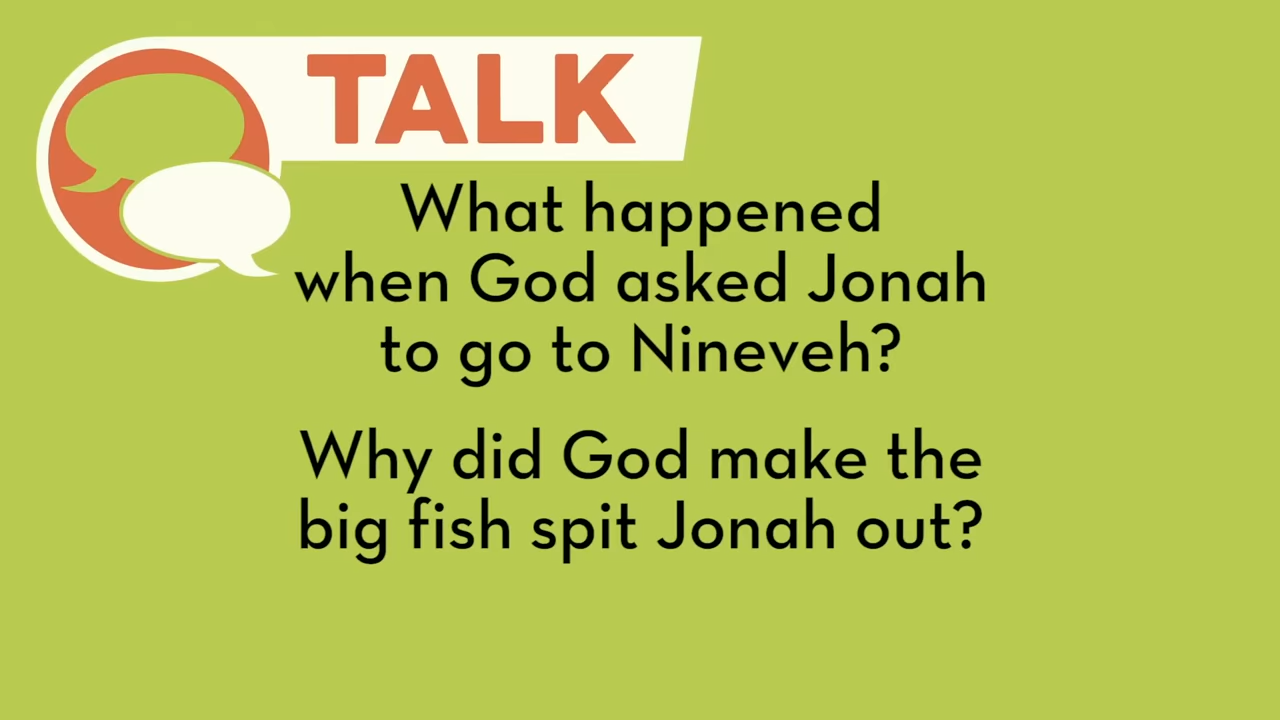 TALK
What happened
when God asked Jonah
to go to Nineveh?
Why did God make the
big fish spit Jonah out?